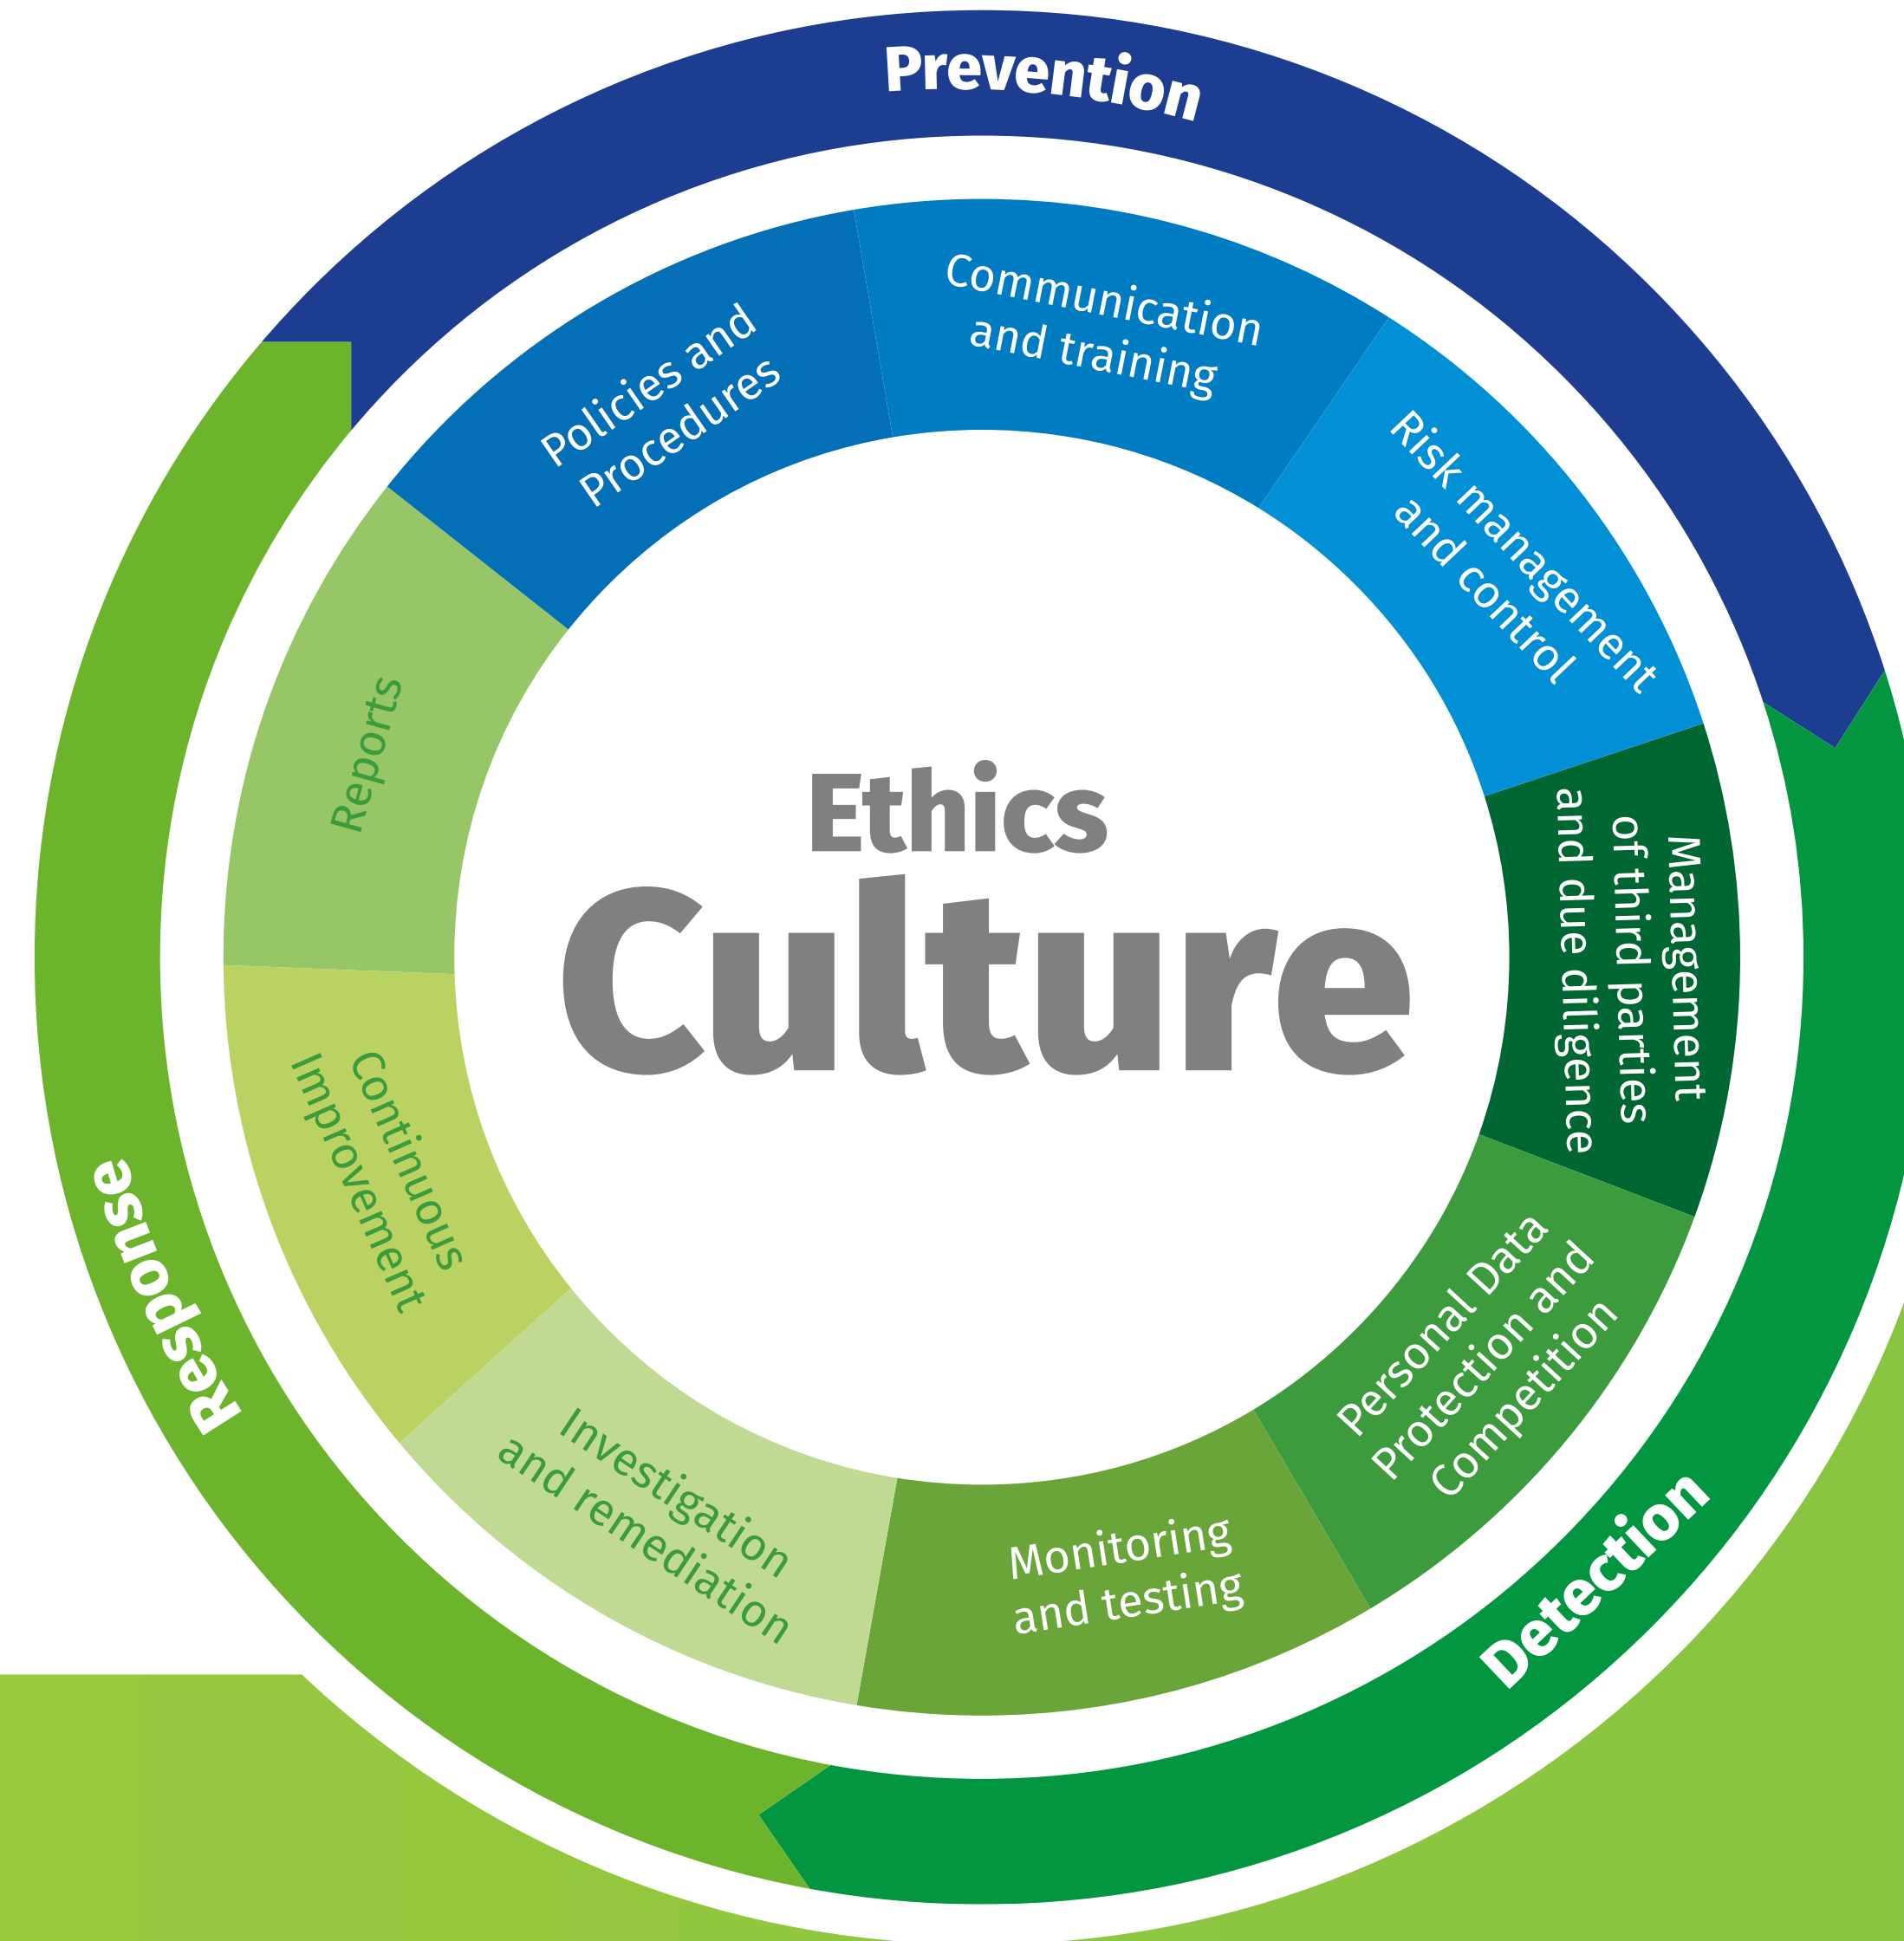 Prevention
Policies and
Procedures
Communication
and training
Risk management
and control
Management
of third parties
and due diligence
Personal Data
Protection and
Competition
Monitoring
and testing
Detection
Investigation
and remediation
Continuous
Improvement
Reports
Response
Ethics
Culture